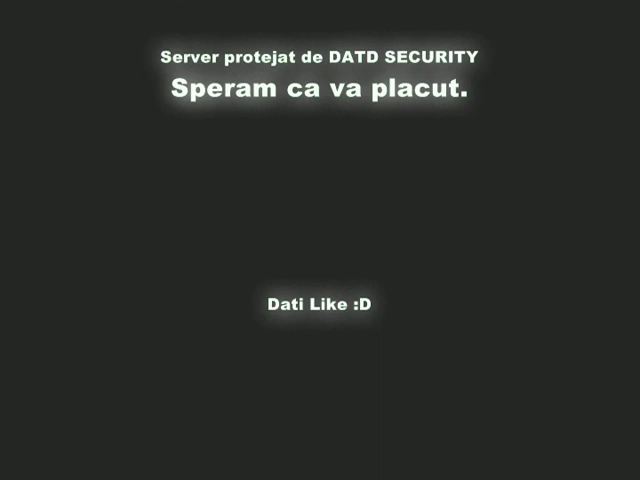 Server protejat de DATD SECURITY
Speram ca va placut.
Dati Like :D